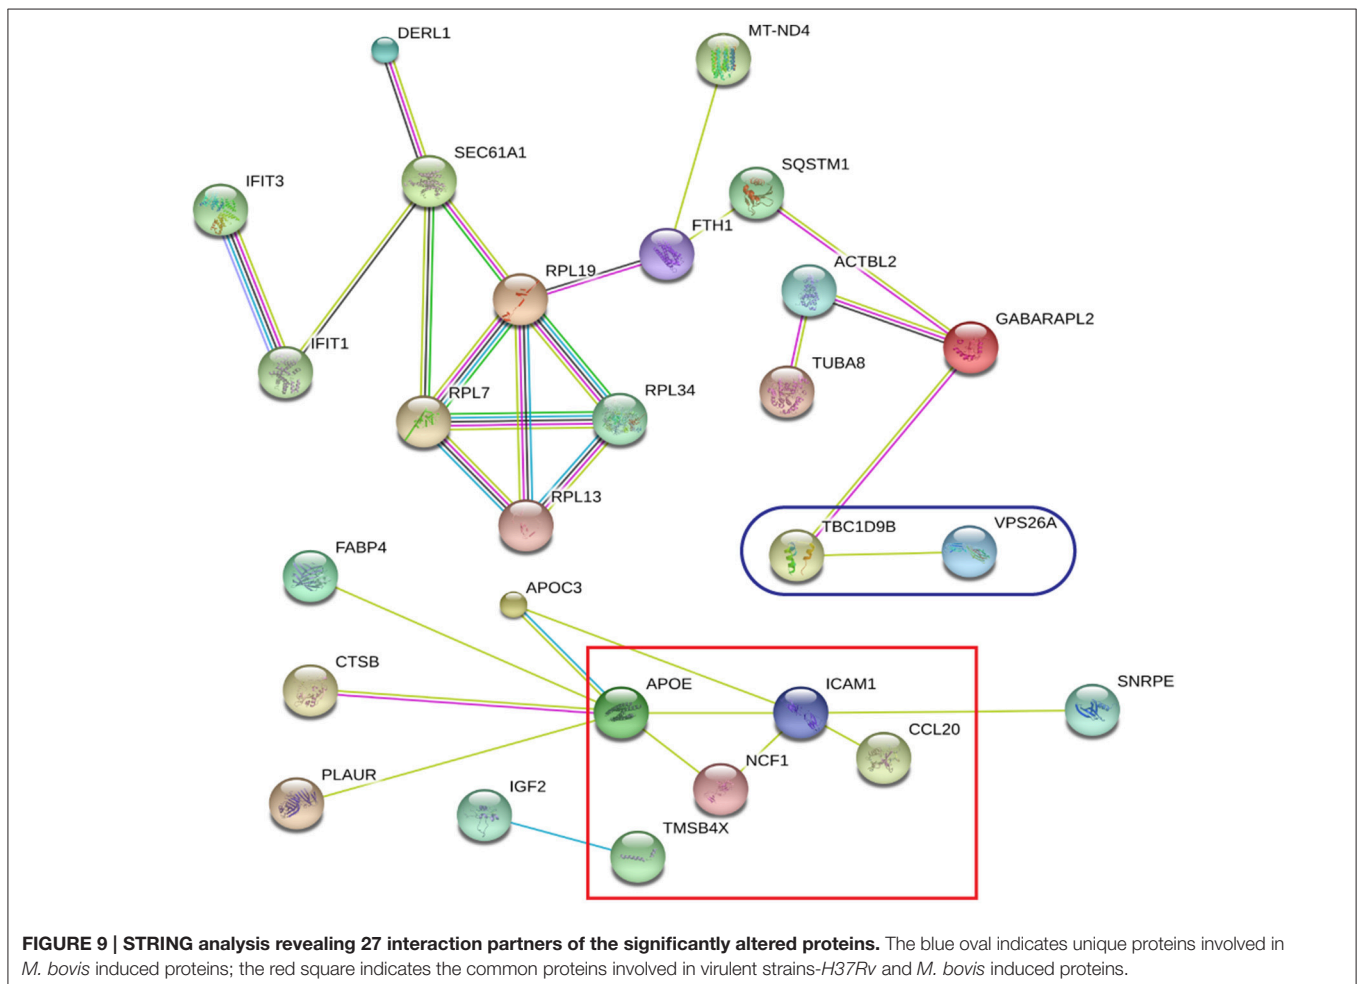 DERL1
MT-ND4
SEC61A1
SQSTM1
IFIT3
FTH1
ACTBL2
RPL19
GABARAPL2
IFIT1
TUBA8
RPL7
RPL34
RPL13
TBC1D9B
VPS26A
FABP4
APOC3
CTSB
APOE
ICAM1
SNRPE
CCL20
NCF1
PLAUR
IGF2
TMSB4X
FIGURE 9 | STRING analysis revealing 27 interaction partners of the significantly altered proteins. The blue oval indicates unique proteins involved in
M. bovis induced proteins; the red square indicates the common proteins involved in virulent strains-H37Rv and M. bovis induced proteins.